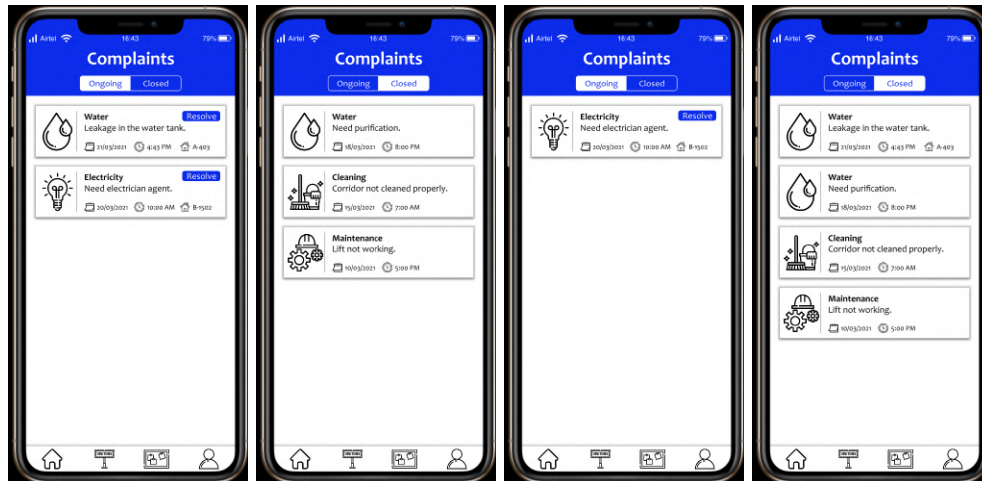 Airtel 16:43 79%
Complaints
Ongoing Closed
Water Resolve
Leakage in the water tank.
21/03/2021 4:43 PM A-403
Electricity Resolve
Need electrician agent.
20/03/2021 10:00 AM B-1502
Airtel 16:43 79%
Complaints
Ongoing Closed
Water
Need purification.
18/03/2021 8:00 PM
Cleaning
Corridor not cleaned properly.
15/03/2021 7:00 AM
Maintenance
Lift not working.
10/03/2021 5:00 PM
Airtel 16:43 79%
Complaints
Ongoing Closed
Electricity Resolve
Need electrician agent.
20/03/2021 10:00 AM B-1502
Airtel 16:43 79%
Complaints
Ongoing Closed
Water
Leakage in the water tank.
21/03/2021 4:43 PM A-403
Water
Need purification.
18/03/2021 8:00 PM
Cleaning
Corridor not cleaned properly.
15/03/2021 7:00 AM
Maintenance
Lift not working.
10/03/2021 5:00 PM